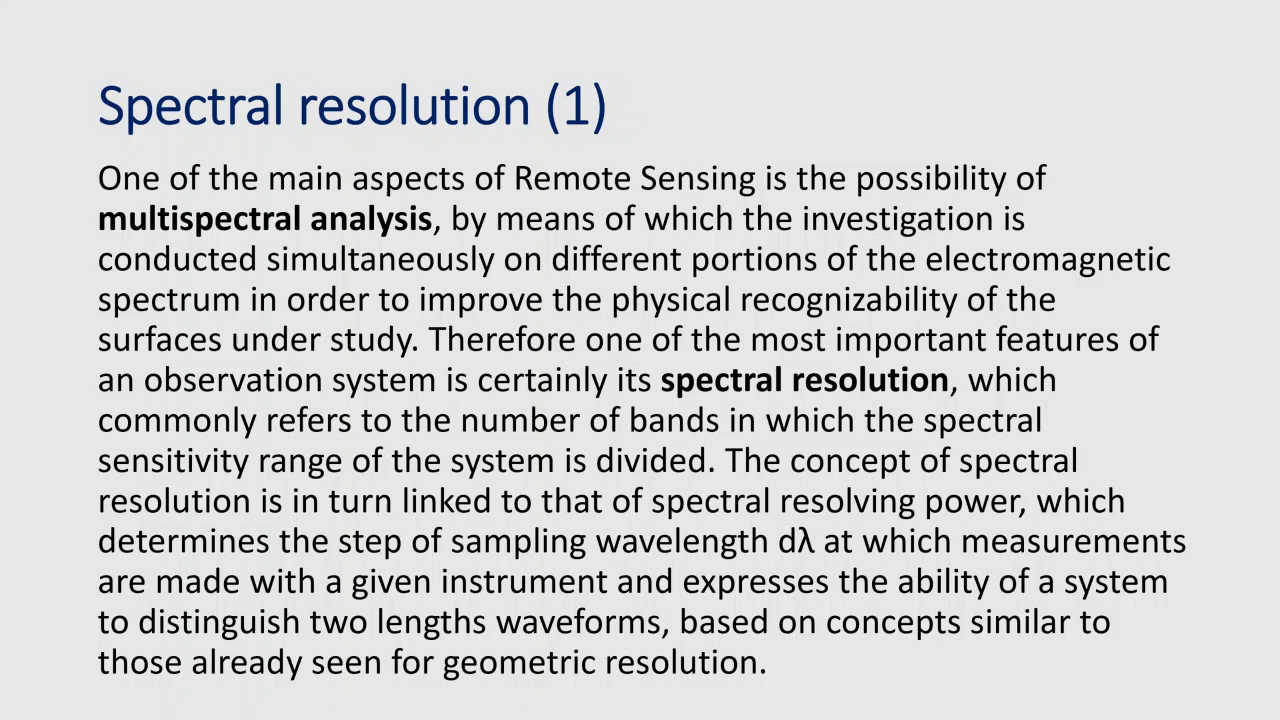 Spectral resolution (1)
One of the main aspects of Remote Sensing is the possibility of
multispectral analysis, by means of which the investigation is
conducted simultaneously on different portions of the electromagnetic
spectrum in order to improve the physical recognizability of the
surfaces under study. Therefore one of the most important features of
an observation system is certainly its spectral resolution, which
commonly refers to the number of bands in which the spectral
sensitivity range of the system is divided. The concept of spectral
resolution is in turn linked to that of spectral resolving power, which
determines the step of sampling wavelength dλ at which measurements
are made with a given instrument and expresses the ability of a system
to distinguish two lengths waveforms, based on concepts similar to
those already seen for geometric resolution.